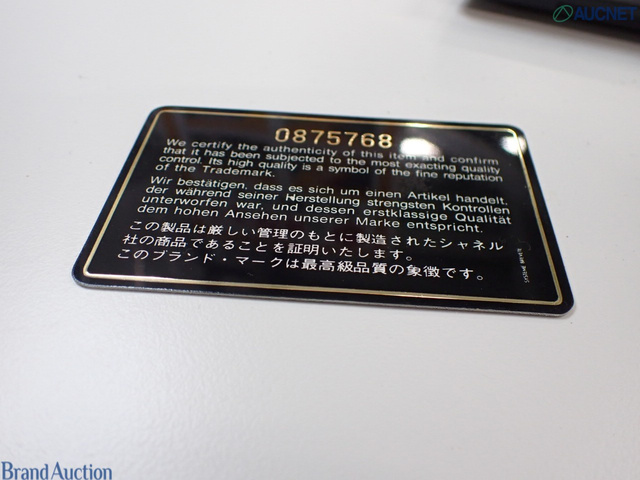 AUCNET
0875768
We certify the authenticity of this item and confirm
that it has been subjected to the most exacting quality
control. Its high quality is a symbol of the fine reputation
of the Trademark.
Wir bestätigen, dass es sich um einen Artikel handelt,
der während seiner Herstellung strengsten Kontrollen
unterworfen war, und dessen erstklassige Qualität
dem hohen Ansehen unserer Marke entspricht.
この製品は厳しい管理のもとに製造されたシャネル
社の商品であることを証明いたします。
このブランド・マークは最高級品質の象徴です。
Brand Auction